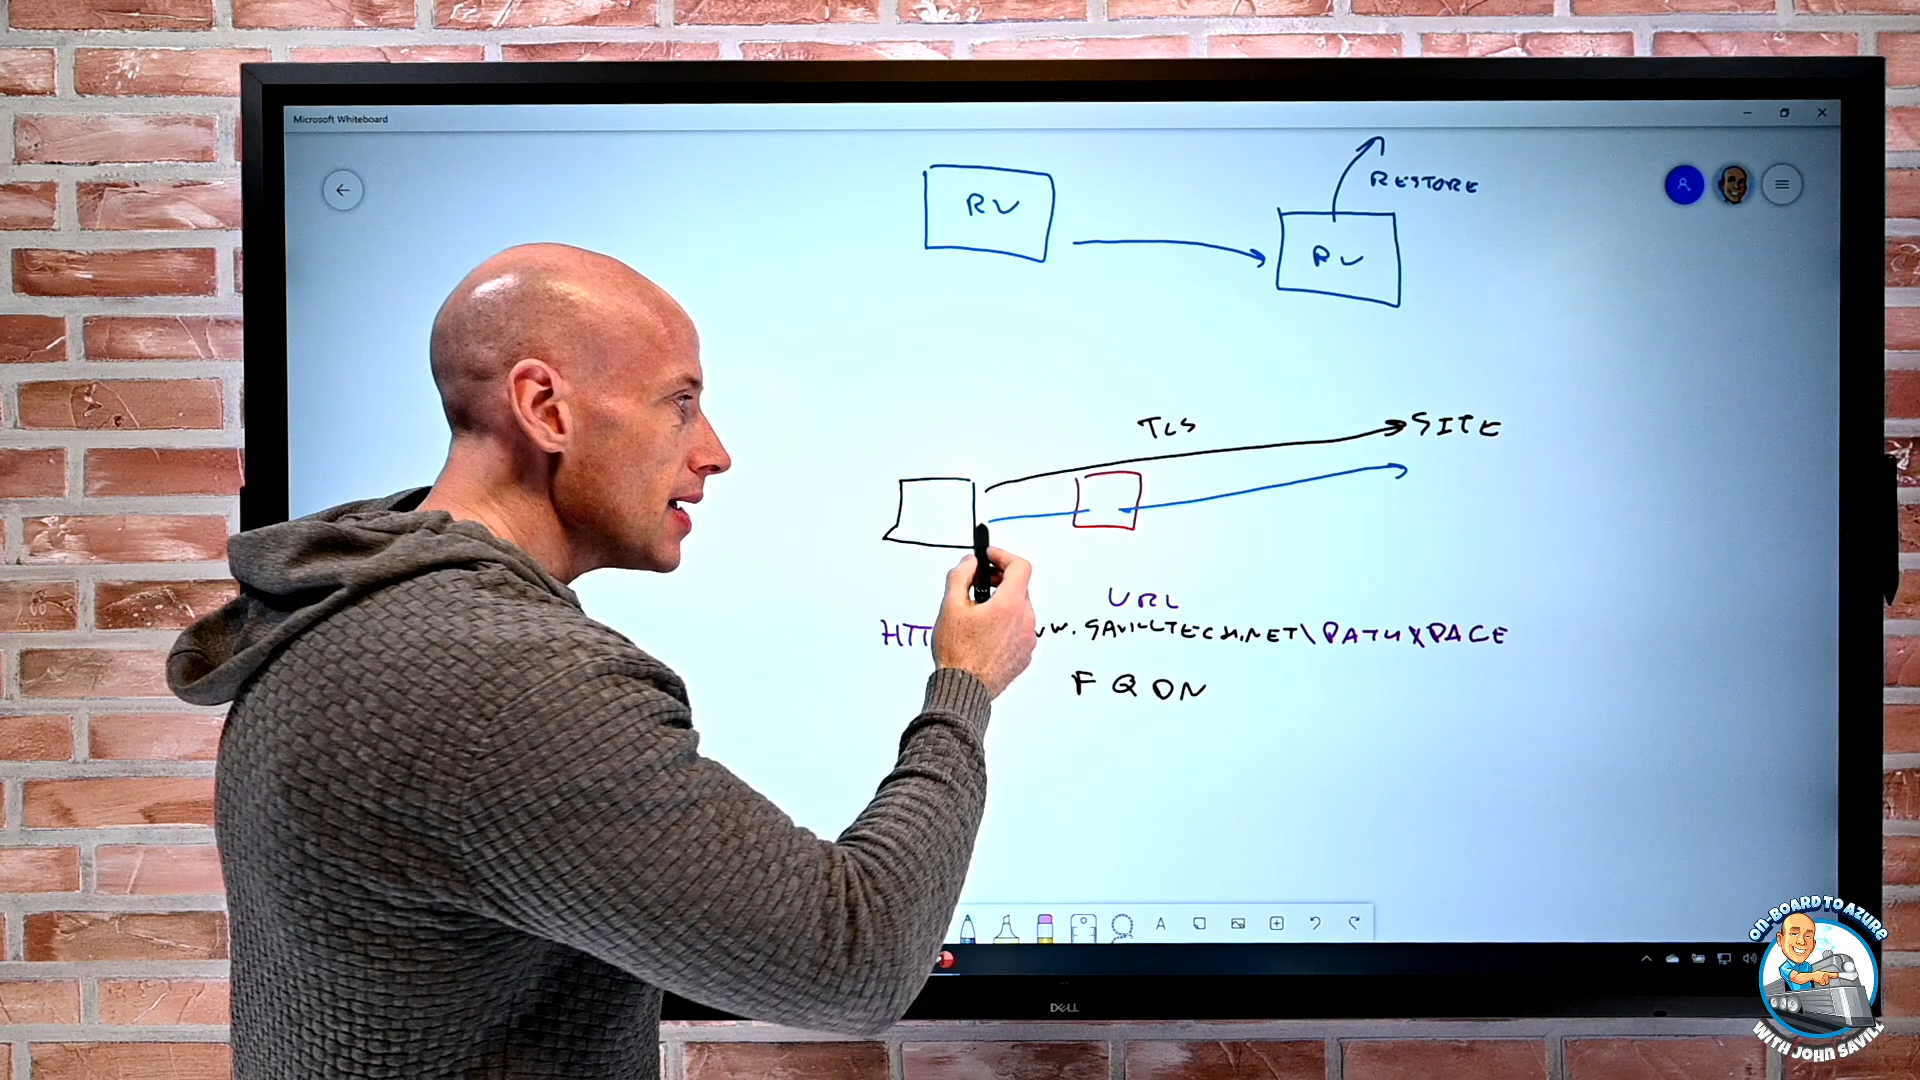 Microsoft Whiteboard
RV
RESTORE
RV
TLS
SITE
URL
HTT WW.SAVILLTECH.NET\PATH\PAGE
FQDN
A
DELL
ON-BOARD TO AZURE
WITH JOHN SAVILL